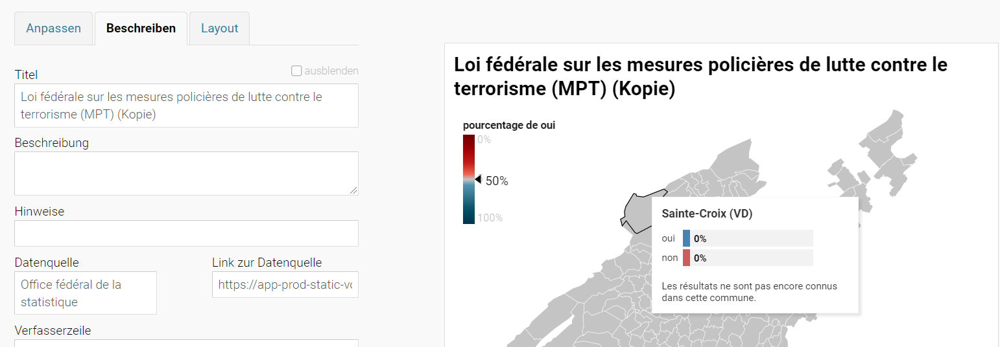 Anpassen
Beschreiben
Layout
Titel
ausblenden
Loi fédérale sur les mesures policières de lutte contre le
terrorisme (MPT) (Kopie)
Beschreibung
Hinweise
Datenquelle
Link zur Datenquelle
Office fédéral de la
statistique
https://app-prod-static-vo
Verfasserzeile
Loi fédérale sur les mesures policières de lutte contre le
terrorisme (MPT) (Kopie)
pourcentage de oui
0%
50%
100%
Sainte-Croix (VD)
oui 0%
non 0%
Les résultats ne sont pas encore connus
dans cette commune.